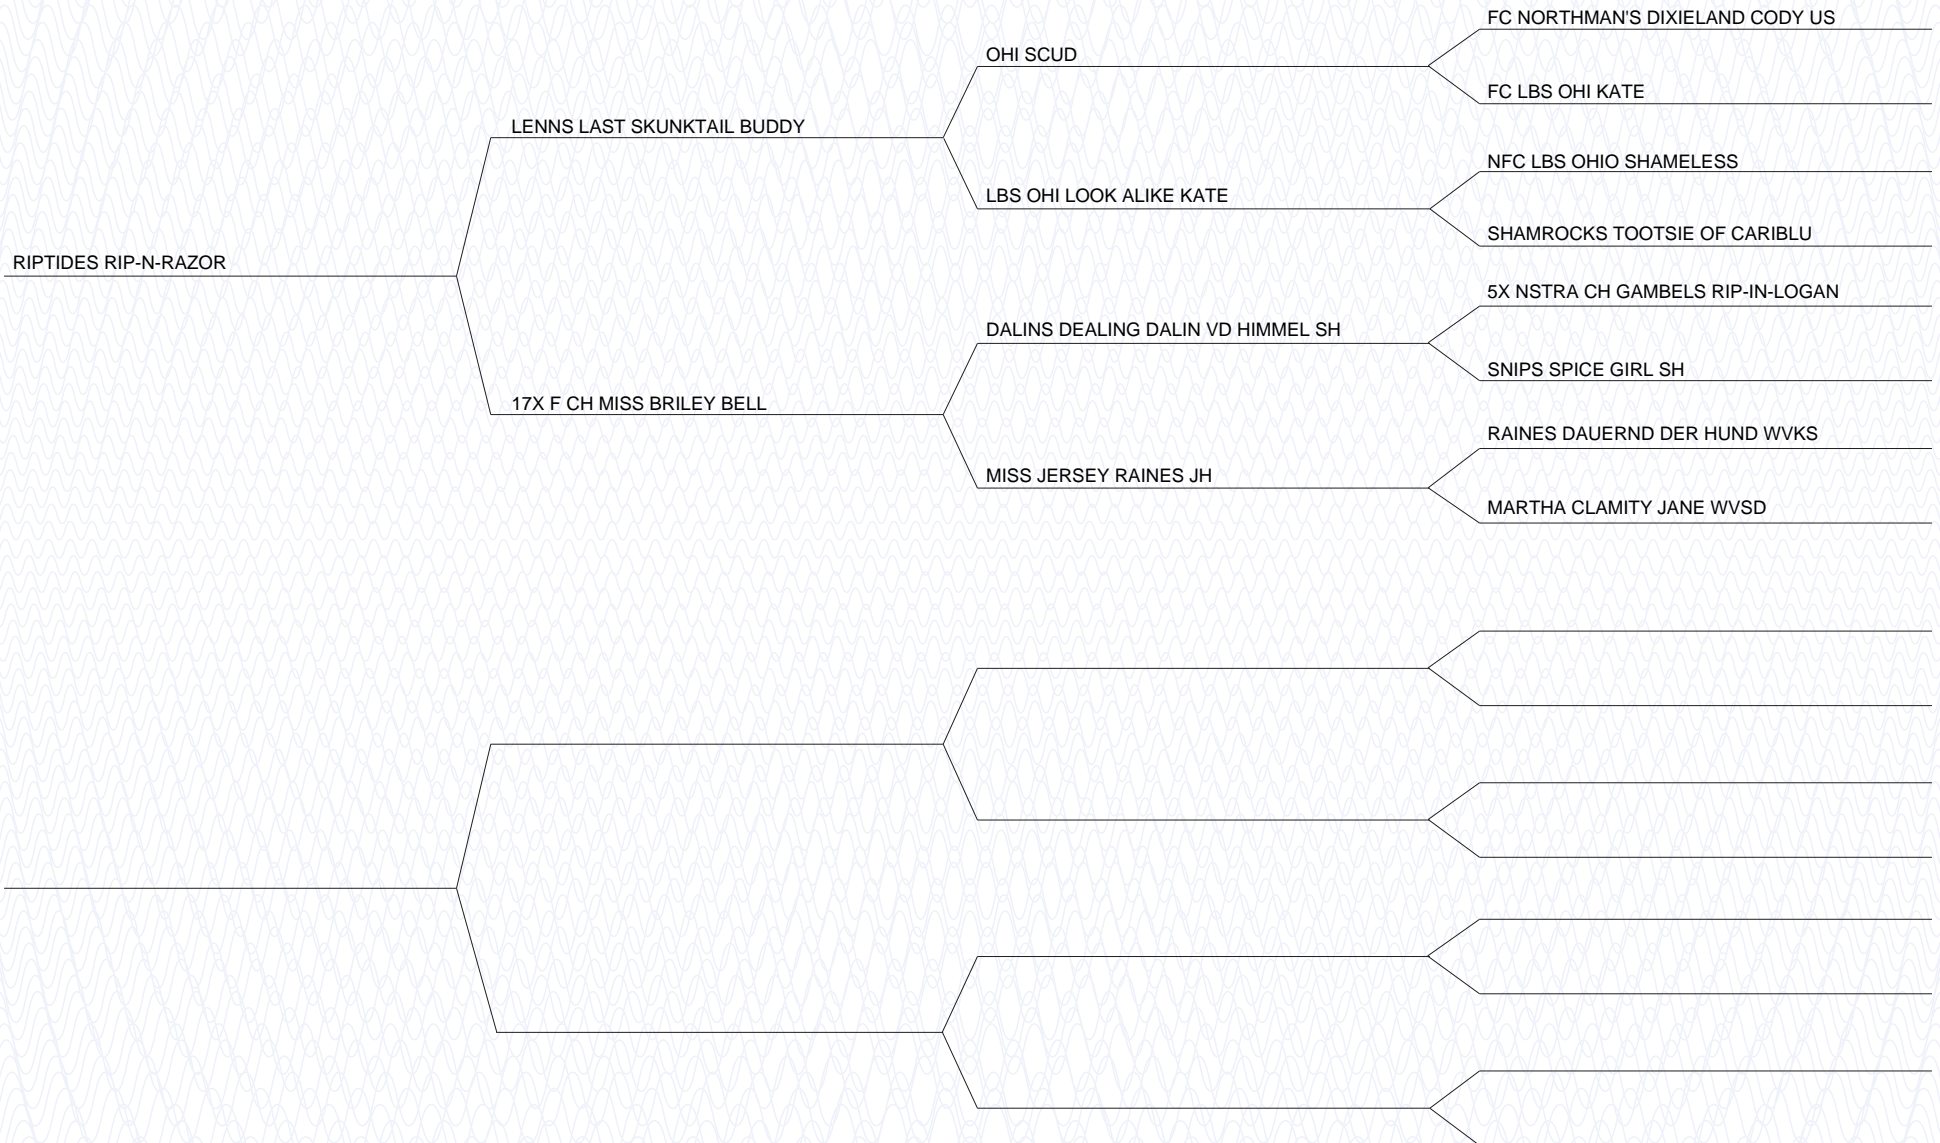 FC NORTHMAN'S DIXIELAND CODY US
OHI SCUD
FC LBS OHI KATE
LENNS LAST SKUNKTAIL BUDDY
NFC LBS OHIO SHAMELESS
LBS OHI LOOK ALIKE KATE
SHAMROCKS TOOTSIE OF CARIBLU
RIPTIDES RIP-N-RAZOR
5X NSTRA CH GAMBELS RIP-IN-LOGAN
DALINS DEALING DALIN VD HIMMEL SH
SNIPS SPICE GIRL SH
17X F CH MISS BRILEY BELL
RAINES DAUERND DER HUND WVKS
MISS JERSEY RAINES JH
MARTHA CLAMITY JANE WVSD